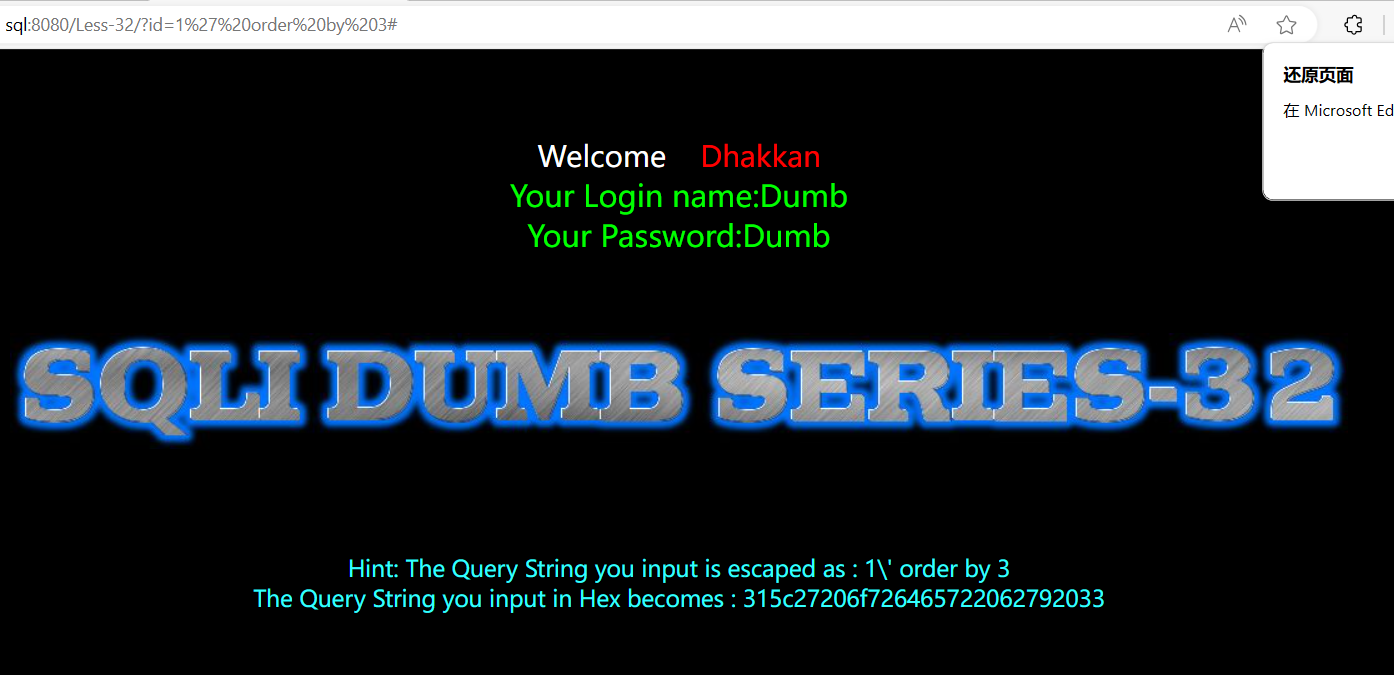 sql:8080/Less-32/?id=1%27%20order%20by%203#
还原页面
在 Microsoft Ed
Welcome Dhakkan
Your Login name:Dumb
Your Password:Dumb
SQLI DUMB SERIES-32
Hint: The Query String you input is escaped as : 1\' order by 3
The Query String you input in Hex becomes : 315c27206f726465722062792033